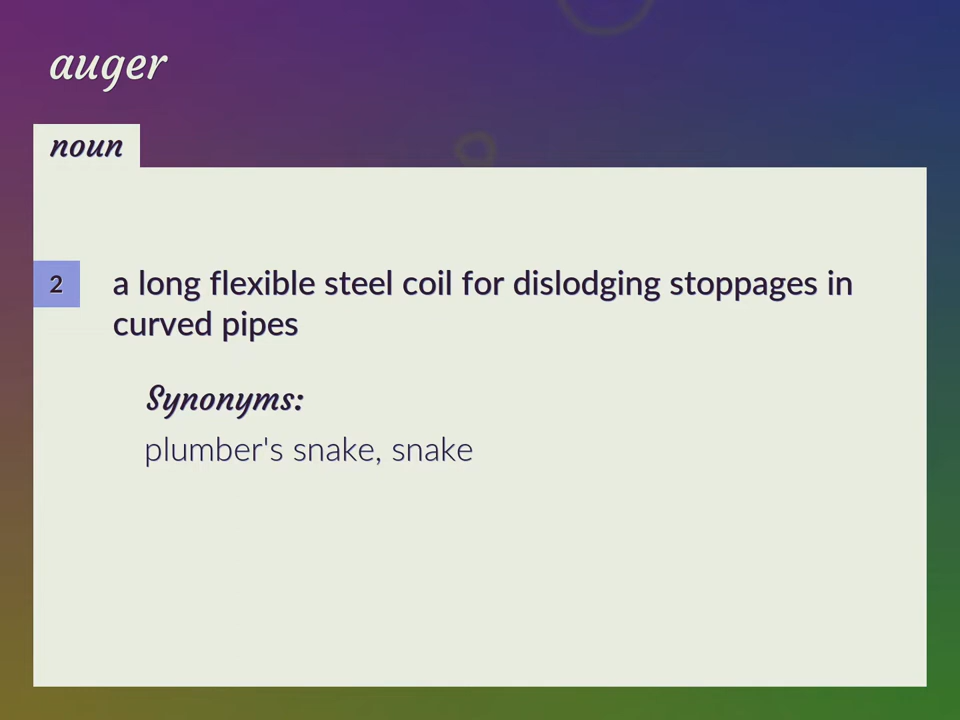 auger
noun
2
a long flexible steel coil for dislodging stoppages in
curved pipes
Synonyms:
plumber's snake, snake